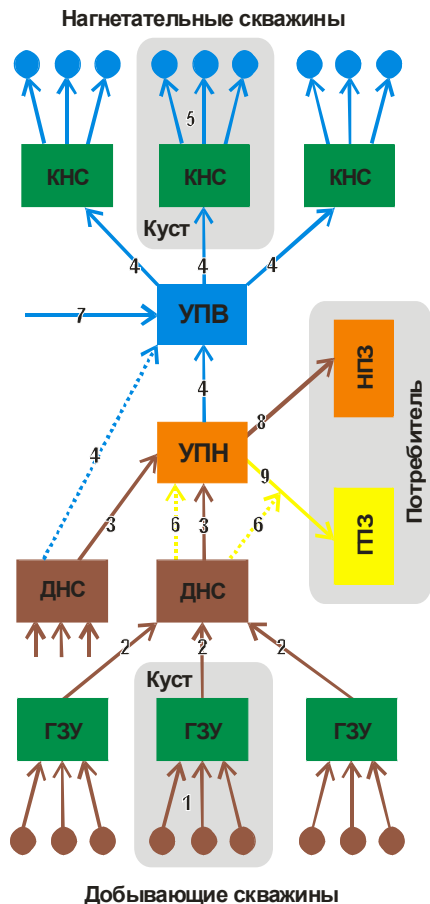 Нагнетательные скважины
5
КНС КНС КНС
Куст
4 4 4
7
УПВ
4
НПЗ
8
Потребитель
4
УПН
9
3 6 3 6
ГПЗ
ДНС ДНС
2 2 2
Куст
ГЗУ ГЗУ ГЗУ
1
Добывающие скважины